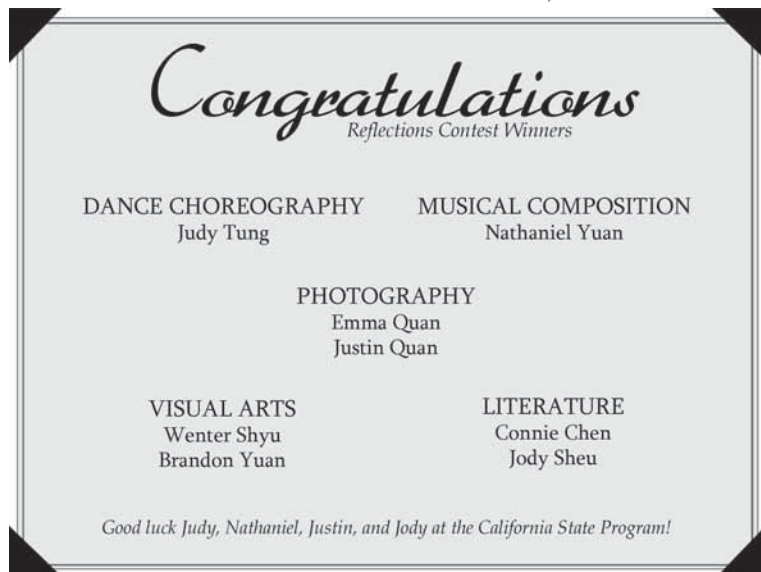 Congratulations
Reflections Contest Winners
DANCE CHOREOGRAPHY
Judy Tung
MUSICAL COMPOSITION
Nathaniel Yuan
PHOTOGRAPHY
Emma Quan
Justin Quan
VISUAL ARTS
Wenter Shyu
Brandon Yuan
LITERATURE
Connie Chen
Jody Sheu
Good luck Judy, Nathaniel, Justin, and Jody at the California State Program!